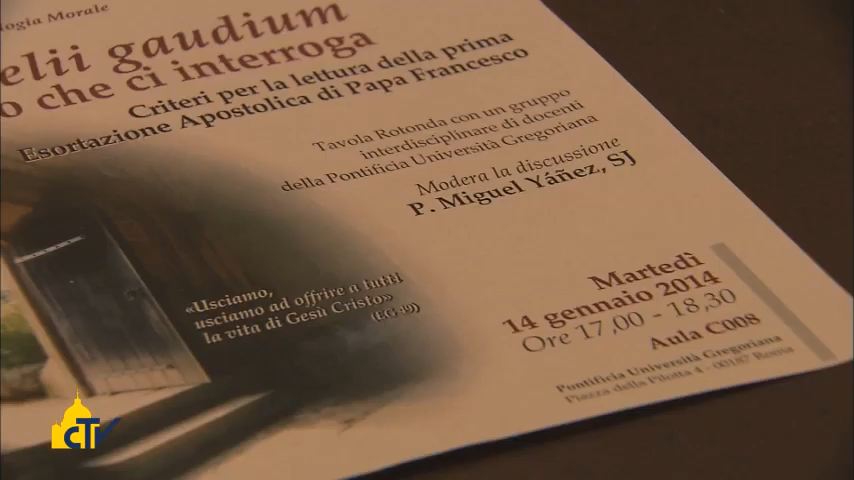 logia Morale
elii gaudium
o che ci interroga
Criteri per la lettura della prima
Esortazione Apostolica di Papa Francesco
Tavola Rotonda con un gruppo
interdisciplinare di docenti
della Pontificia Università Gregoriana
Modera la discussione
P. Miguel Yáñez, SJ
«Usciamo,
usciamo ad offrire a tutti
la vita di Gesù Cristo»
(EG 49)
Martedì
14 gennaio 2014
Ore 17,00 - 18,30
Aula C008
Pontificia Università Gregoriana
Piazza della Pilotta 4 - 00187 Roma
CTV